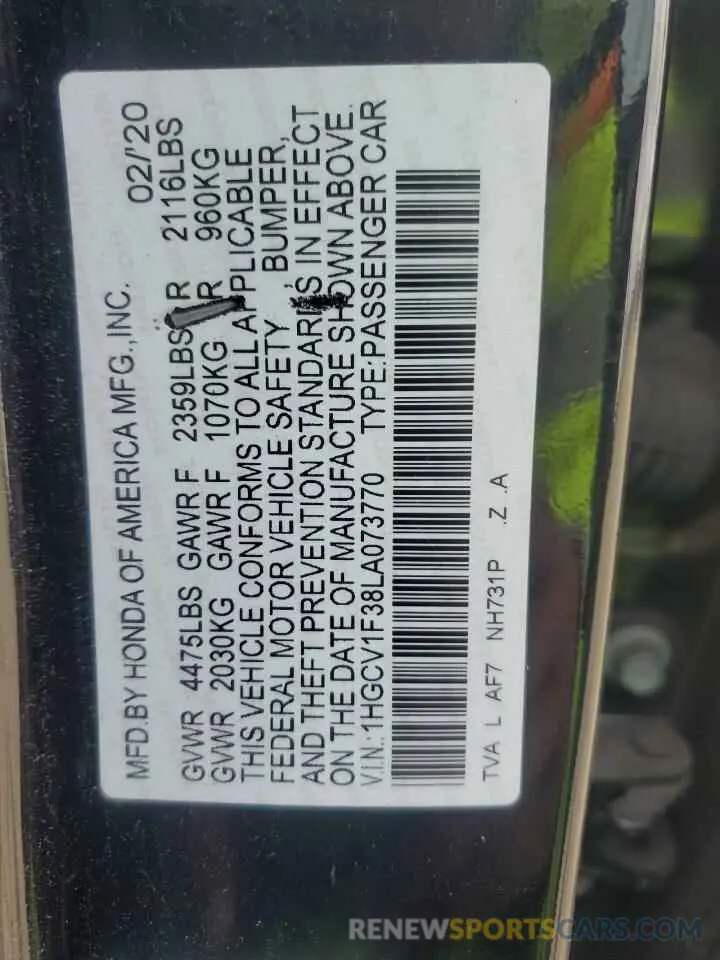 MFD.BY HONDA OF AMERICA MFG.,INC. 02/'20
GVWR 4475LBS GAWR F 2359LBS R 2116LBS
GVWR 2030KG GAWR F 1070KG R 960KG
THIS VEHICLE CONFORMS TO ALL APPLICABLE
FEDERAL MOTOR VEHICLE SAFETY, BUMPER,
AND THEFT PREVENTION STANDARDS IN EFFECT
ON THE DATE OF MANUFACTURE SHOWN ABOVE.
V.I.N.:1HGCV1F38LA073770 TYPE:PASSENGER CAR
TVA L AF7 NH731P .Z .A
RENEWSPORTSCARS.COM